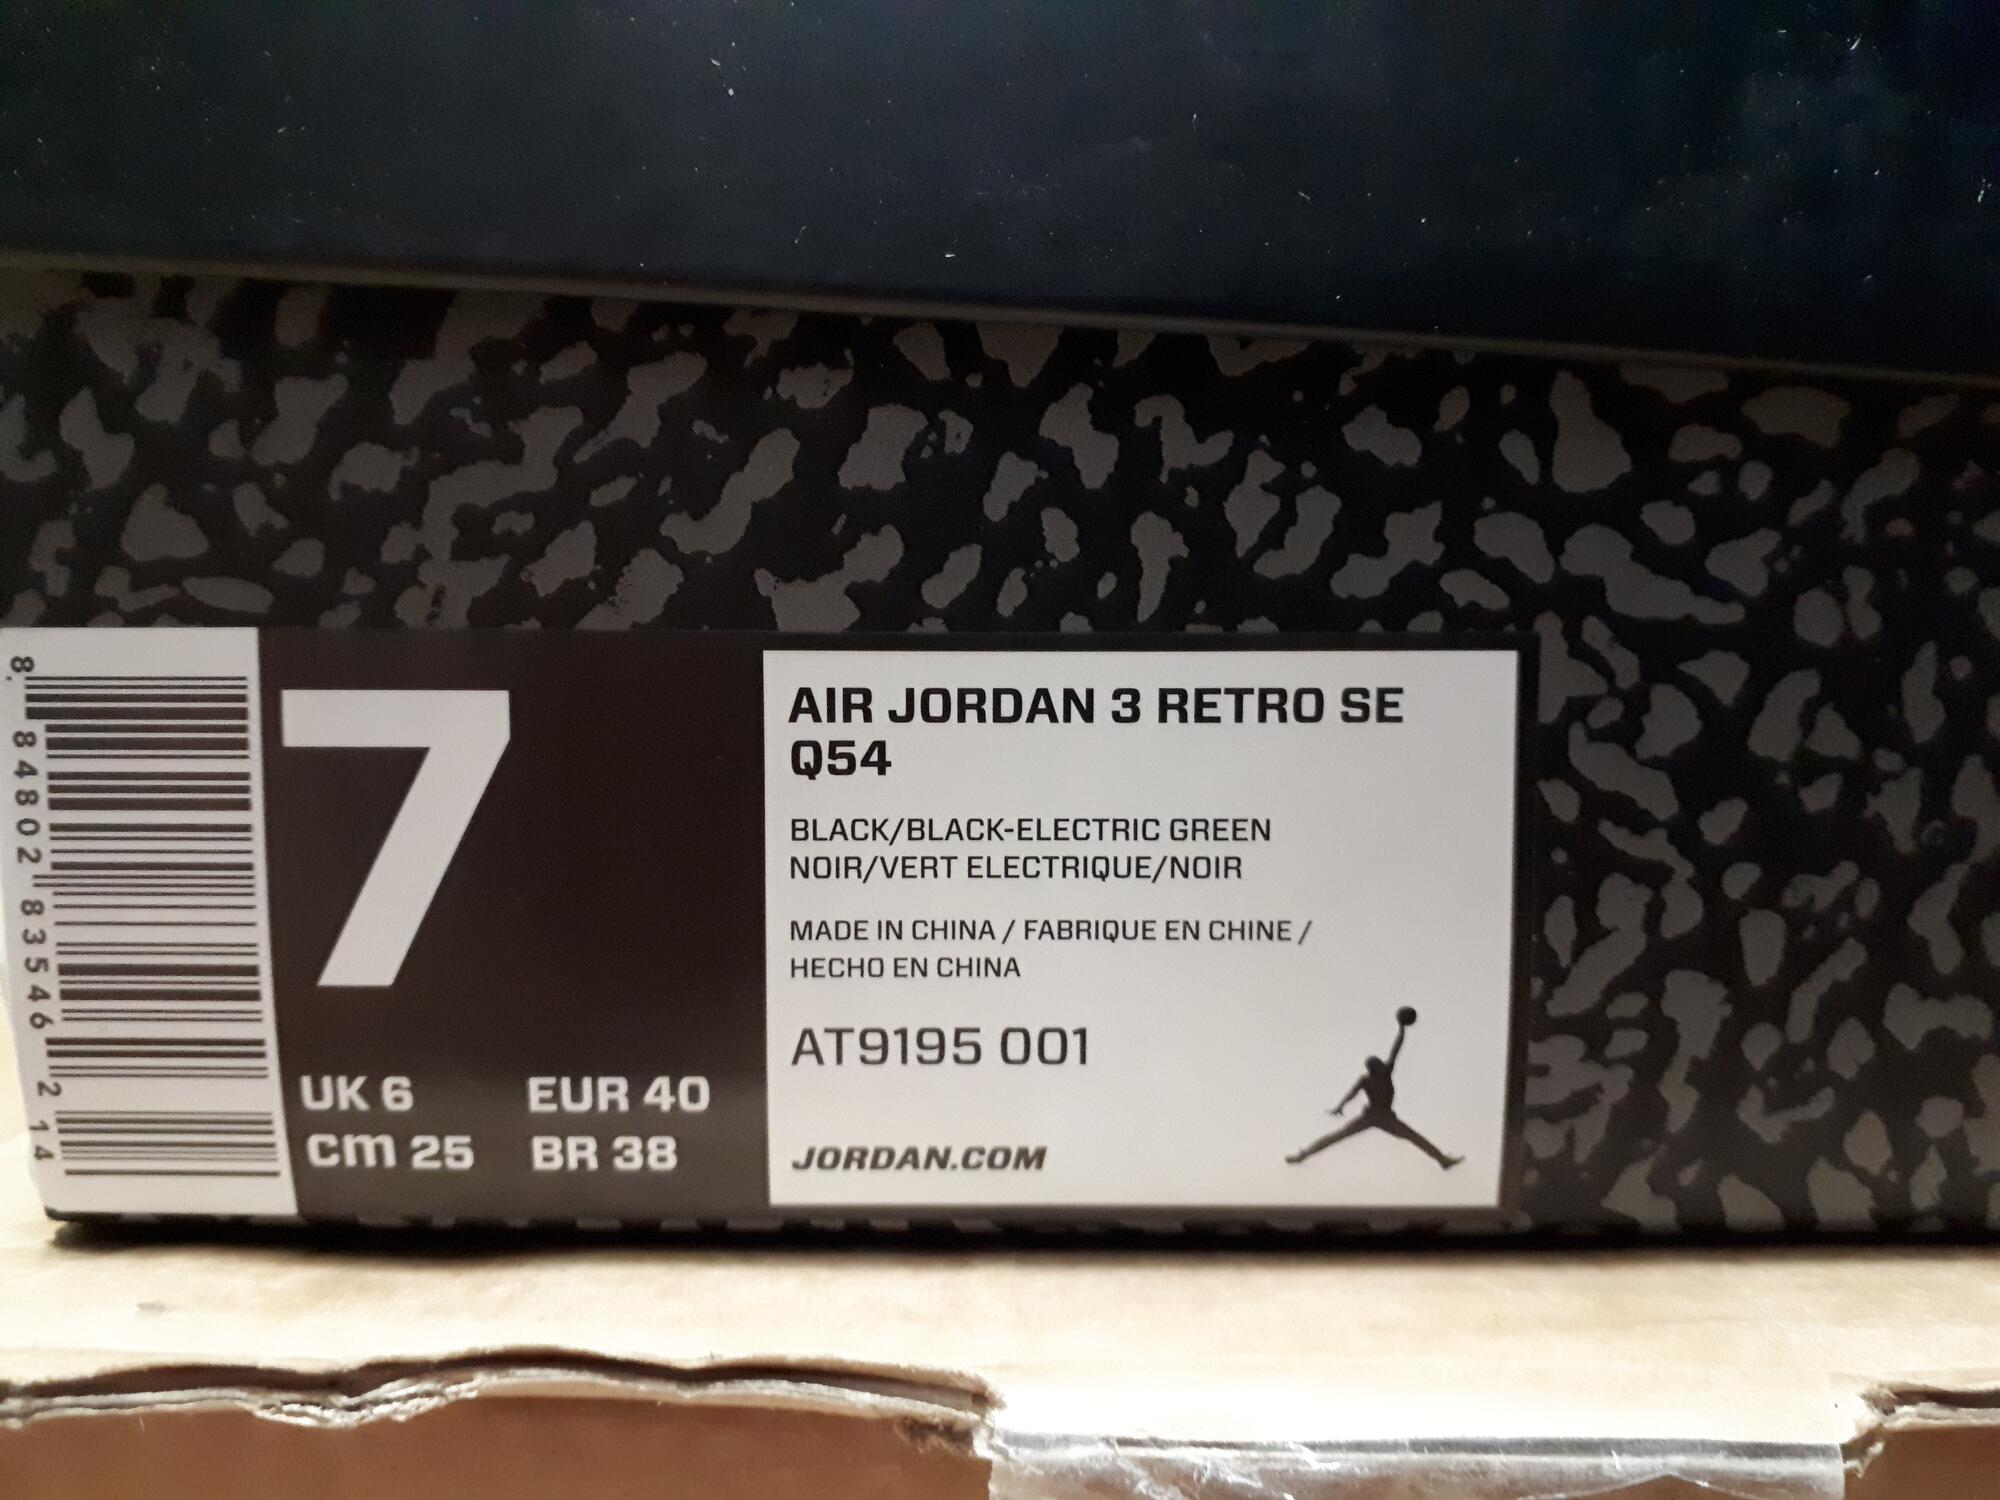 8 84802 83546 2 14
7
UK 6 EUR 40
cm 25 BR 38
AIR JORDAN 3 RETRO SE
Q54
BLACK/BLACK-ELECTRIC GREEN
NOIR/VERT ELECTRIQUE/NOIR
MADE IN CHINA / FABRIQUE EN CHINE /
HECHO EN CHINA
AT9195 001
JORDAN.COM